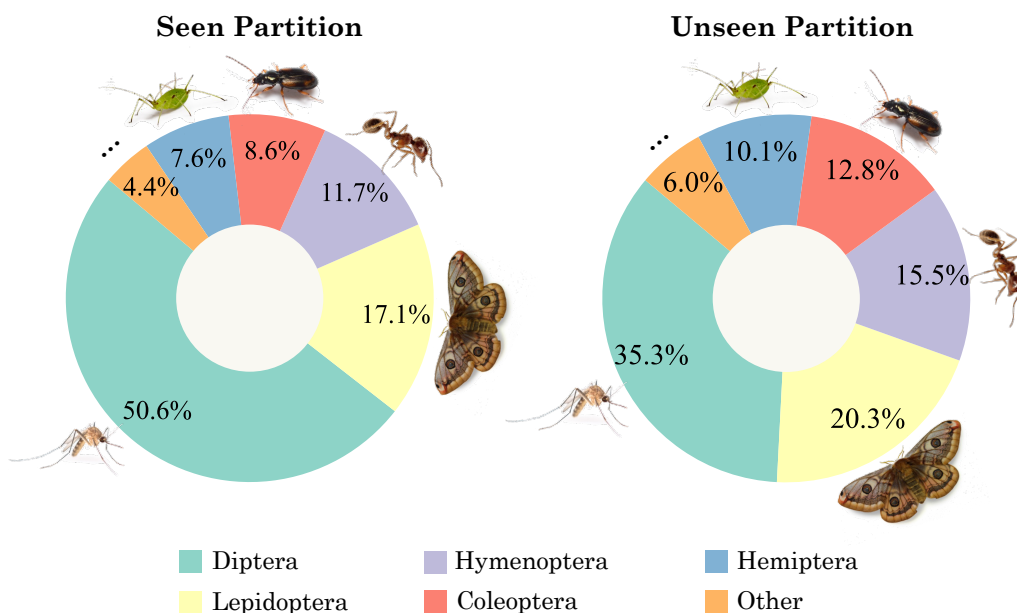 Seen Partition
Unseen Partition
...
7.6%
8.6%
4.4%
11.7%
17.1%
50.6%
...
10.1%
12.8%
6.0%
15.5%
35.3%
20.3%
Diptera
Hymenoptera
Hemiptera
Lepidoptera
Coleoptera
Other